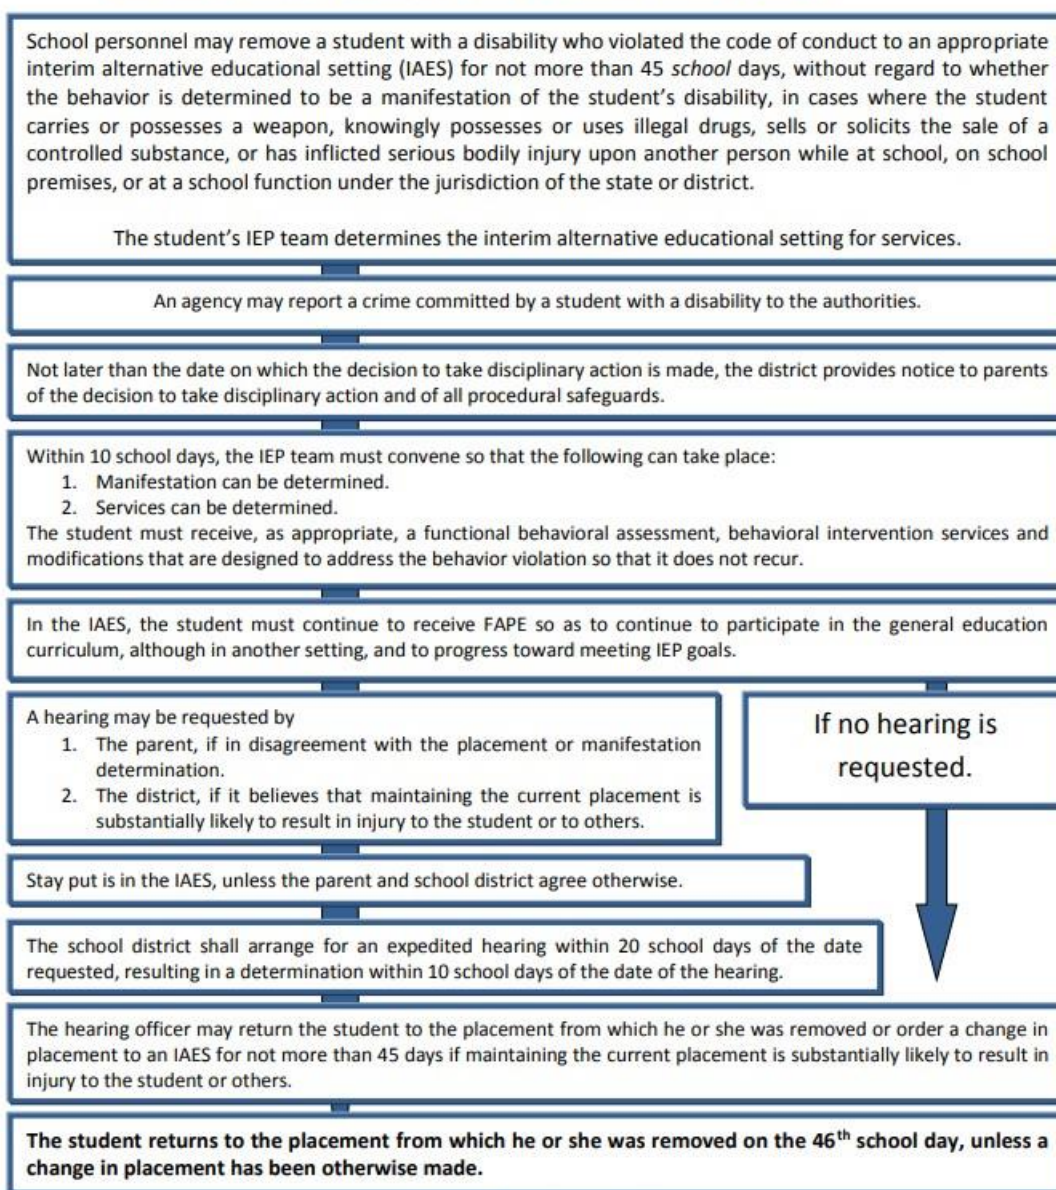 School personnel may remove a student with a disability who violated the code of conduct to an appropriate
interim alternative educational setting (IAES) for not more than 45 school days, without regard to whether
the behavior is determined to be a manifestation of the student's disability, in cases where the student
carries or possesses a weapon, knowingly possesses or uses illegal drugs, sells or solicits the sale of a
controlled substance, or has inflicted serious bodily injury upon another person while at school, on school
premises, or at a school function under the jurisdiction of the state or district.
The student's IEP team determines the interim alternative educational setting for services.
An agency may report a crime committed by a student with a disability to the authorities.
Not later than the date on which the decision to take disciplinary action is made, the district provides notice to parents
of the decision to take disciplinary action and of all procedural safeguards.
Within 10 school days, the IEP team must convene so that the following can take place:
1. Manifestation can be determined.
2. Services can be determined.
The student must receive, as appropriate, a functional behavioral assessment, behavioral intervention services and
modifications that are designed to address the behavior violation so that it does not recur.
In the IAES, the student must continue to receive FAPE so as to continue to participate in the general education
curriculum, although in another setting, and to progress toward meeting IEP goals.
A hearing may be requested by
1. The parent, if in disagreement with the placement or manifestation
determination.
2. The district, if it believes that maintaining the current placement is
substantially likely to result in injury to the student or to others.
If no hearing is
requested.
Stay put is in the IAES, unless the parent and school district agree otherwise.
The school district shall arrange for an expedited hearing within 20 school days of the date
requested, resulting in a determination within 10 school days of the date of the hearing.
The hearing officer may return the student to the placement from which he or she was removed or order a change in
placement to an IAES for not more than 45 days if maintaining the current placement is substantially likely to result in
injury to the student or others.
The student returns to the placement from which he or she was removed on the 46th school day, unless a
change in placement has been otherwise made.